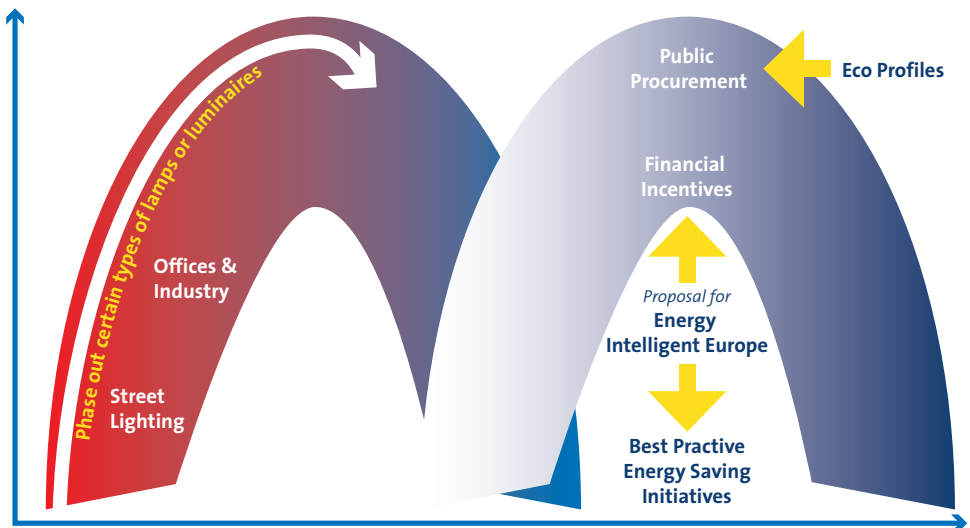 Phase out certain types of lamps or luminaires
Offices &
Industry
Street
Lighting
Public
Procurement
Eco Profiles
Financial
Incentives
Proposal for
Energy
Intelligent Europe
Best Practive
Energy Saving
Initiatives